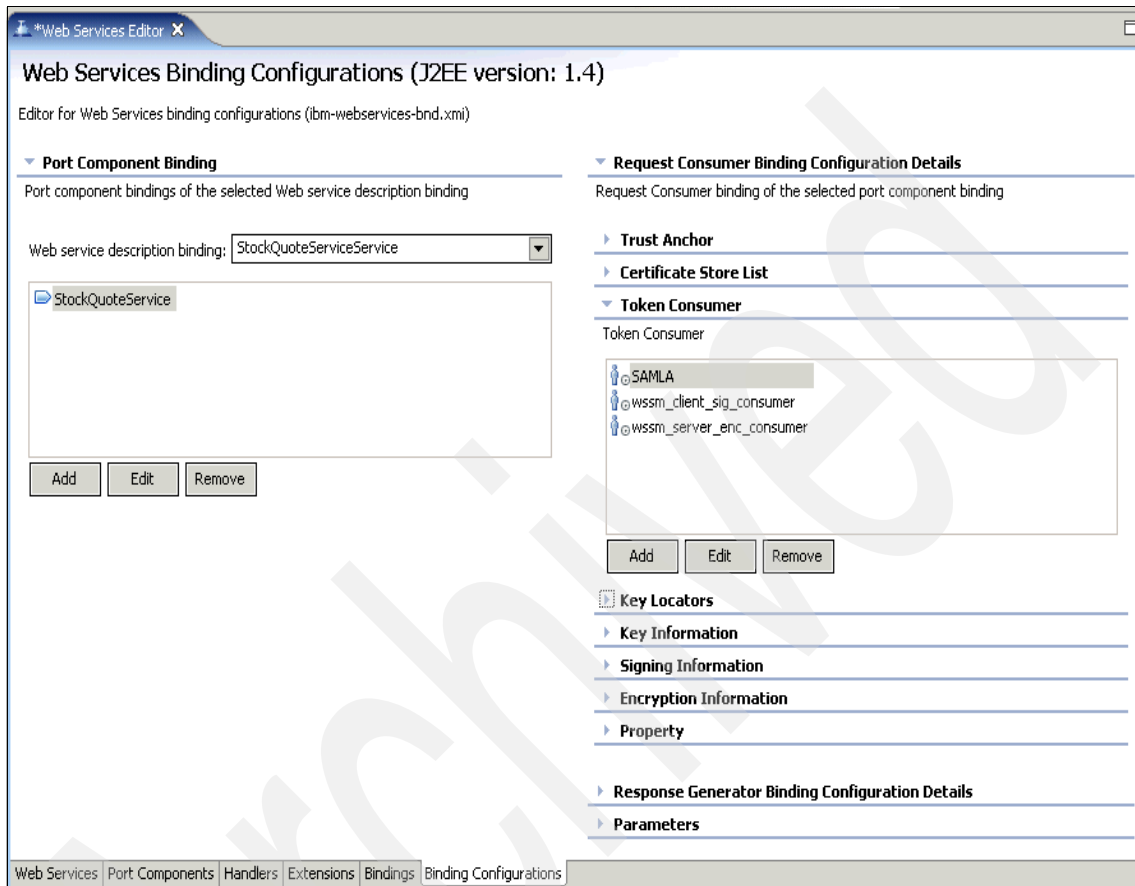 *Web Services Editor
Web Services Binding Configurations (J2EE version: 1.4)
Editor for Web Services binding configurations (ibm-webservices-bnd.xmi)
Port Component Binding
Port component bindings of the selected Web service description binding
Web service description binding: StockQuoteServiceService
StockQuoteService
Add Edit Remove
Request Consumer Binding Configuration Details
Request Consumer binding of the selected port component binding
Trust Anchor
Certificate Store List
Token Consumer
Token Consumer
SAMLA
wssm_client_sig_consumer
wssm_server_enc_consumer
Add Edit Remove
Key Locators
Key Information
Signing Information
Encryption Information
Property
Response Generator Binding Configuration Details
Parameters
Web Services Port Components Handlers Extensions Bindings Binding Configurations
Archived